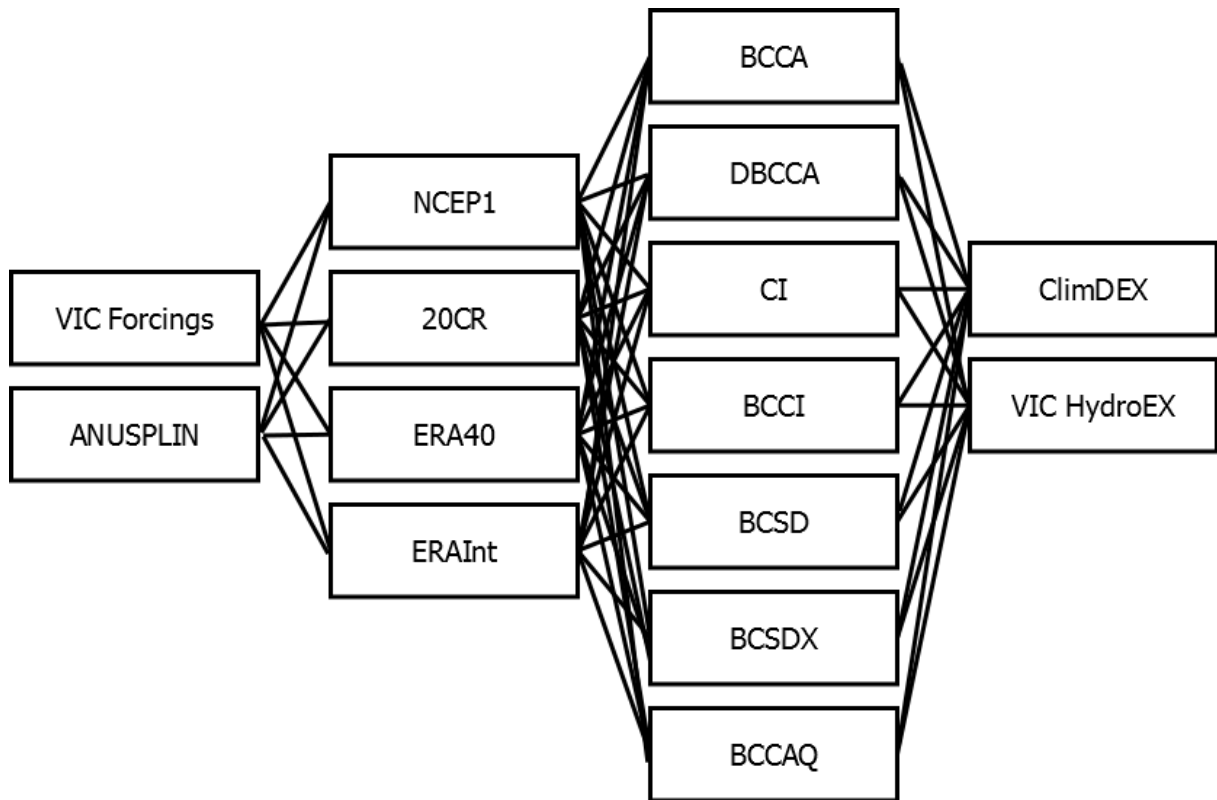 VIC Forcings
ANUSPLIN
NCEP1
20CR
ERA40
ERAInt
BCCA
DBCCA
CI
BCCI
BCSD
BCSDX
BCCAQ
ClimDEX
VIC HydroEX